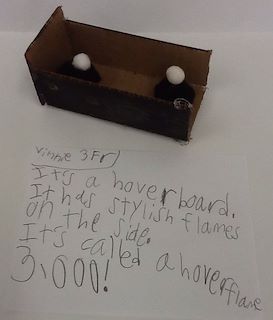 Vinnie 3Fr
It's a hoverboard.
It has stylish flames
on the side.
It's called a hoverflame
3,000!